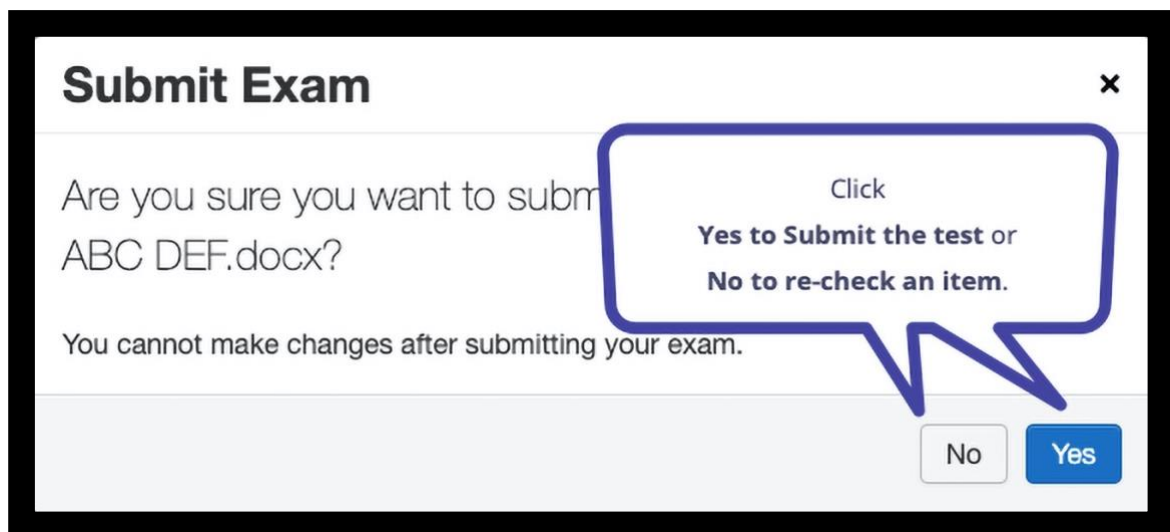 Submit Exam
×
Are you sure you want to
ABC DEF.docx?
Click
Yes to Submit the test or
No to re-check an item.
You cannot make changes after submitting your exam.
No
Yes